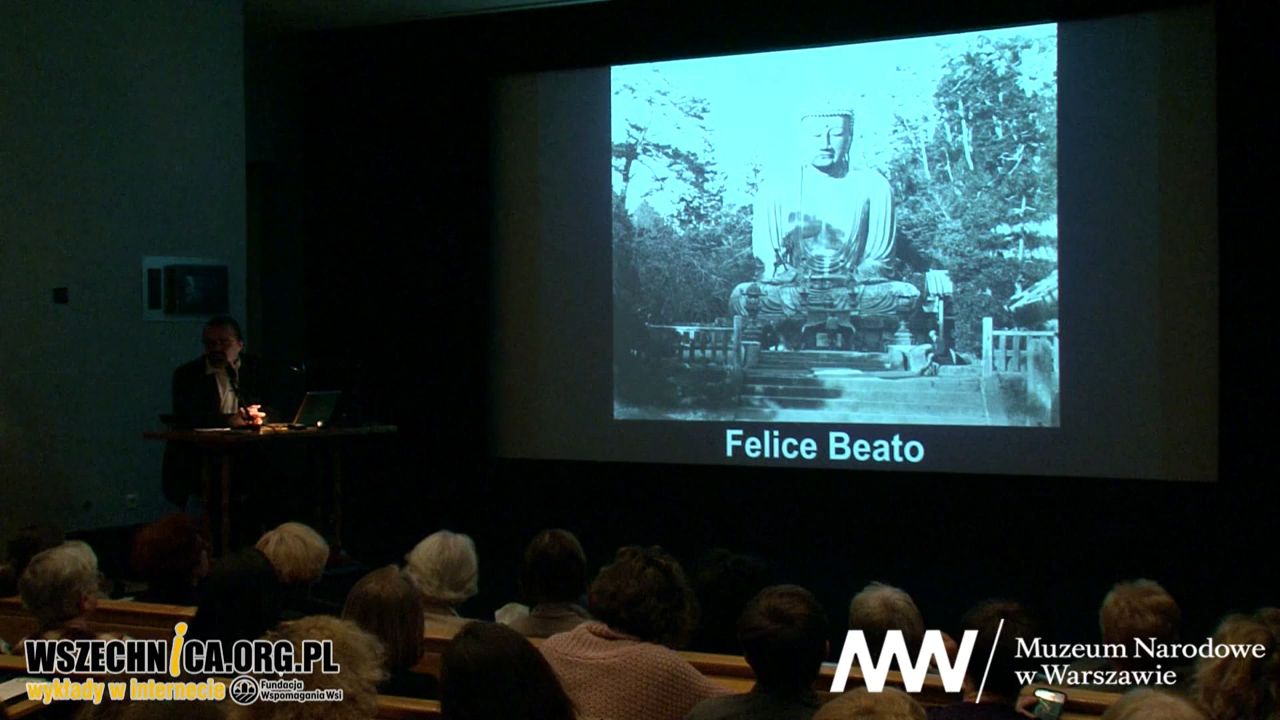 Felice Beato
WSZECHNiCA.ORG.PL
wykłady w Internecie
Fundacja
Wspomagania Wsi
Muzeum Narodowe
w Warszawie